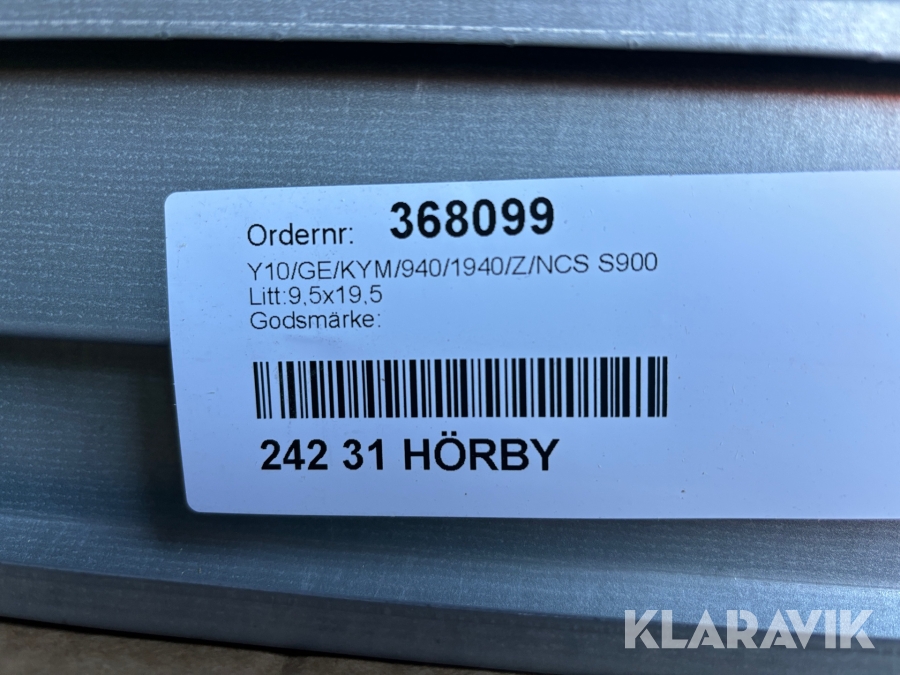 Ordernr: 368099
Y10/GE/KYM/940/1940/Z/NCS S900
Litt:9,5x19,5
Godsmärke:
242 31 HÖRBY
KLARAVIK